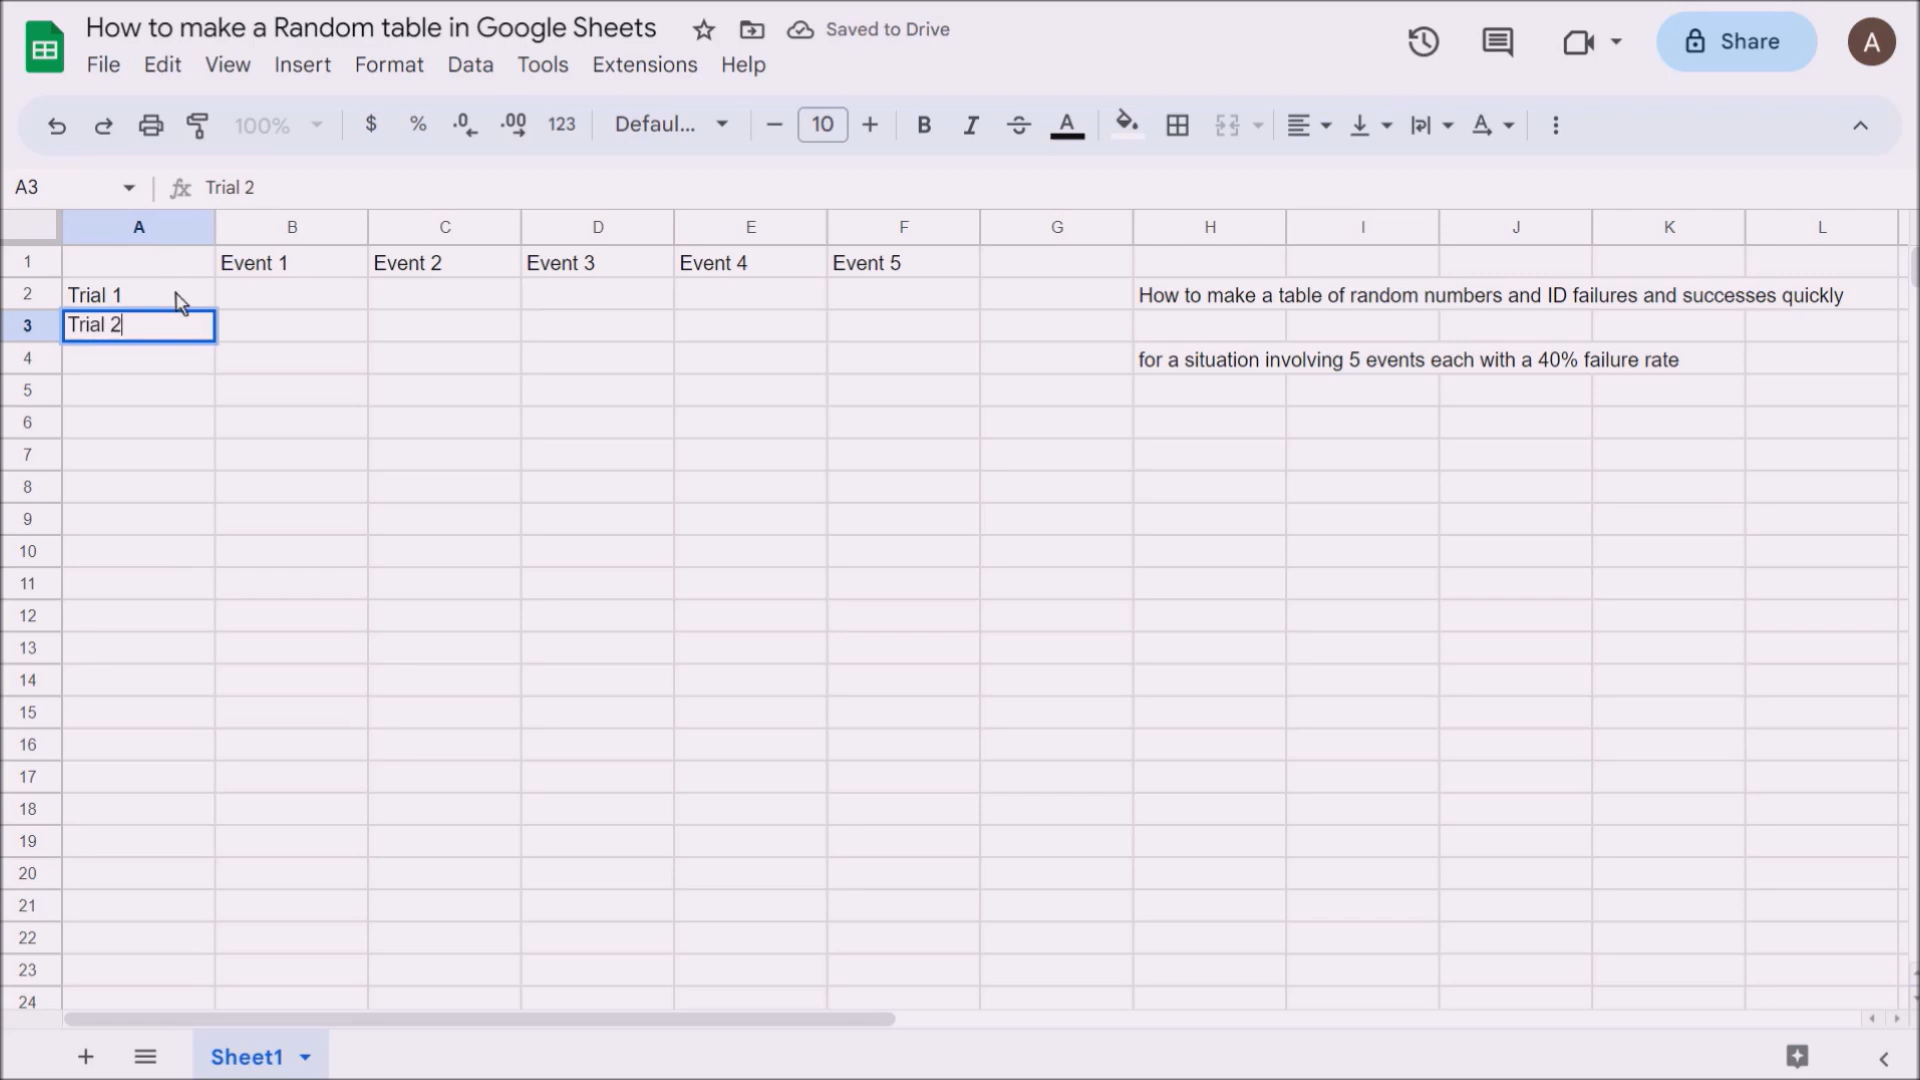 How to make a Random table in Google Sheets
Saved to Drive
Share
A
File Edit View Insert Format Data Tools Extensions Help
100% $ % .0 .00 123 Defaul... 10 B I A
A3 fx Trial 2
A B C D E F G H I J K L
1 Event 1 Event 2 Event 3 Event 4 Event 5
2 Trial 1 How to make a table of random numbers and ID failures and successes quickly
3 Trial 2
4 for a situation involving 5 events each with a 40% failure rate
5
6
7
8
9
10
11
12
13
14
15
16
17
18
19
20
21
22
23
24
Sheet1